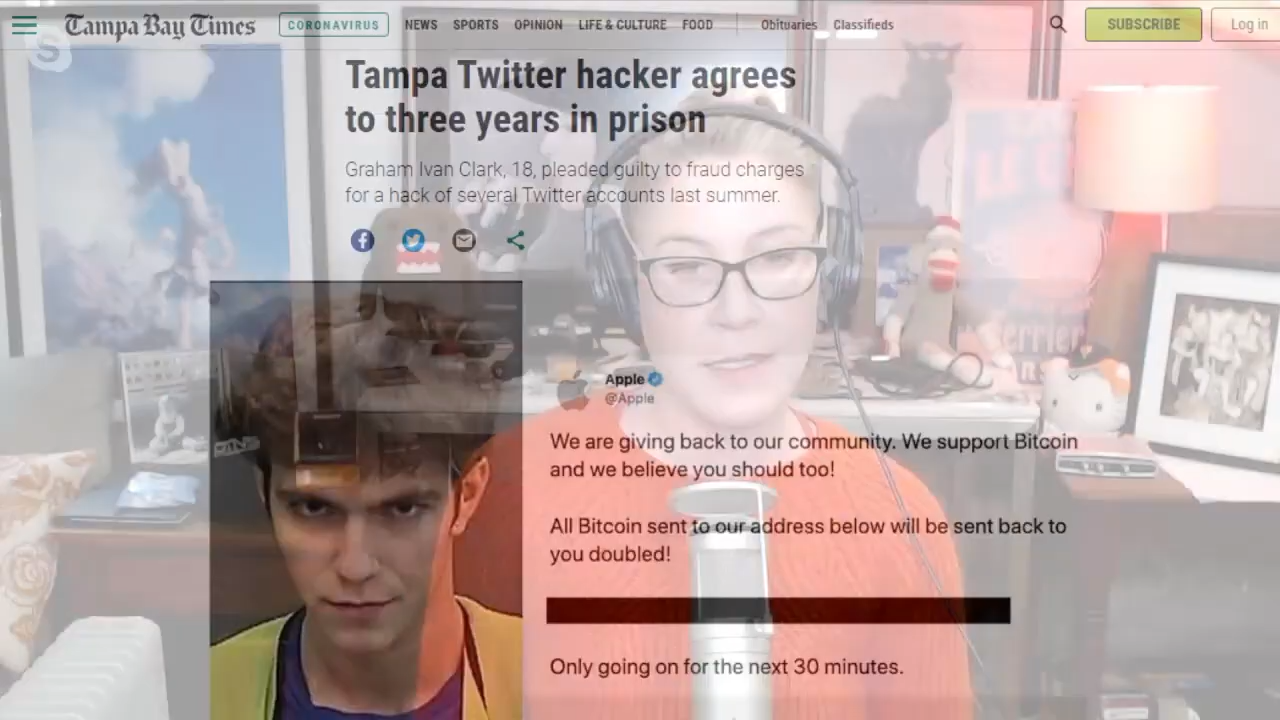 Tampa Bay Times
CORONAVIRUS NEWS SPORTS OPINION LIFE & CULTURE FOOD Obituaries Classifieds SUBSCRIBE Log in
Tampa Twitter hacker agrees
to three years in prison
Graham Ivan Clark, 18, pleaded guilty to fraud charges
for a hack of several Twitter accounts last summer.
Apple
@Apple
We are giving back to our community. We support Bitcoin
and we believe you should too!
All Bitcoin sent to our address below will be sent back to
you doubled!
Only going on for the next 30 minutes.